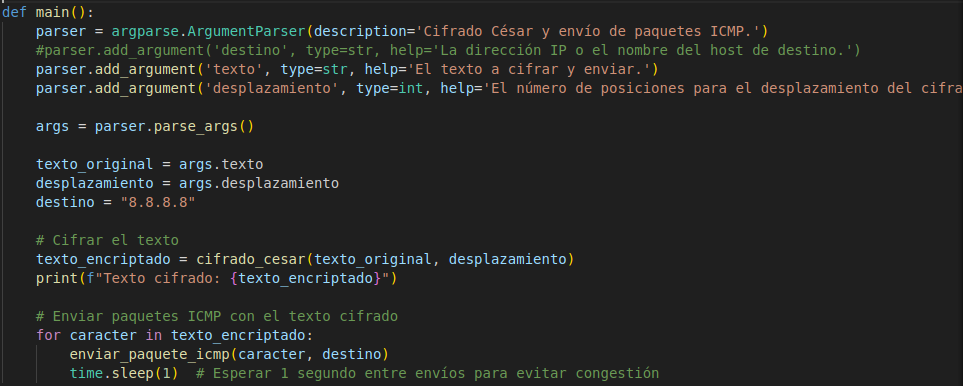 def main():
    parser = argparse.ArgumentParser(description='Cifrado César y envío de paquetes ICMP.')
    #parser.add_argument('destino', type=str, help='La dirección IP o el nombre del host de destino.')
    parser.add_argument('texto', type=str, help='El texto a cifrar y enviar.')
    parser.add_argument('desplazamiento', type=int, help='El número de posiciones para el desplazamiento del cifra

    args = parser.parse_args()

    texto_original = args.texto
    desplazamiento = args.desplazamiento
    destino = "8.8.8.8"

    # Cifrar el texto
    texto_encriptado = cifrado_cesar(texto_original, desplazamiento)
    print(f"Texto cifrado: {texto_encriptado}")

    # Enviar paquetes ICMP con el texto cifrado
    for caracter in texto_encriptado:
        enviar_paquete_icmp(caracter, destino)
        time.sleep(1)  # Esperar 1 segundo entre envíos para evitar congestión